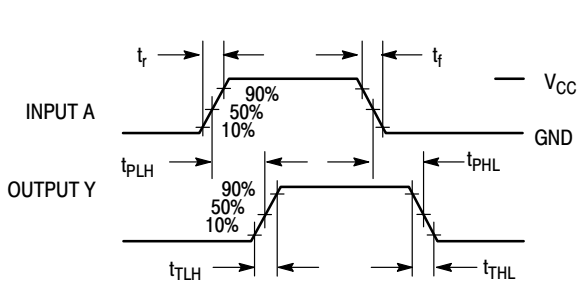 tr
tf
VCC
INPUT A
90%
50%
10%
GND
tPLH
tPHL
OUTPUT Y
90%
50%
10%
tTLH
tTHL